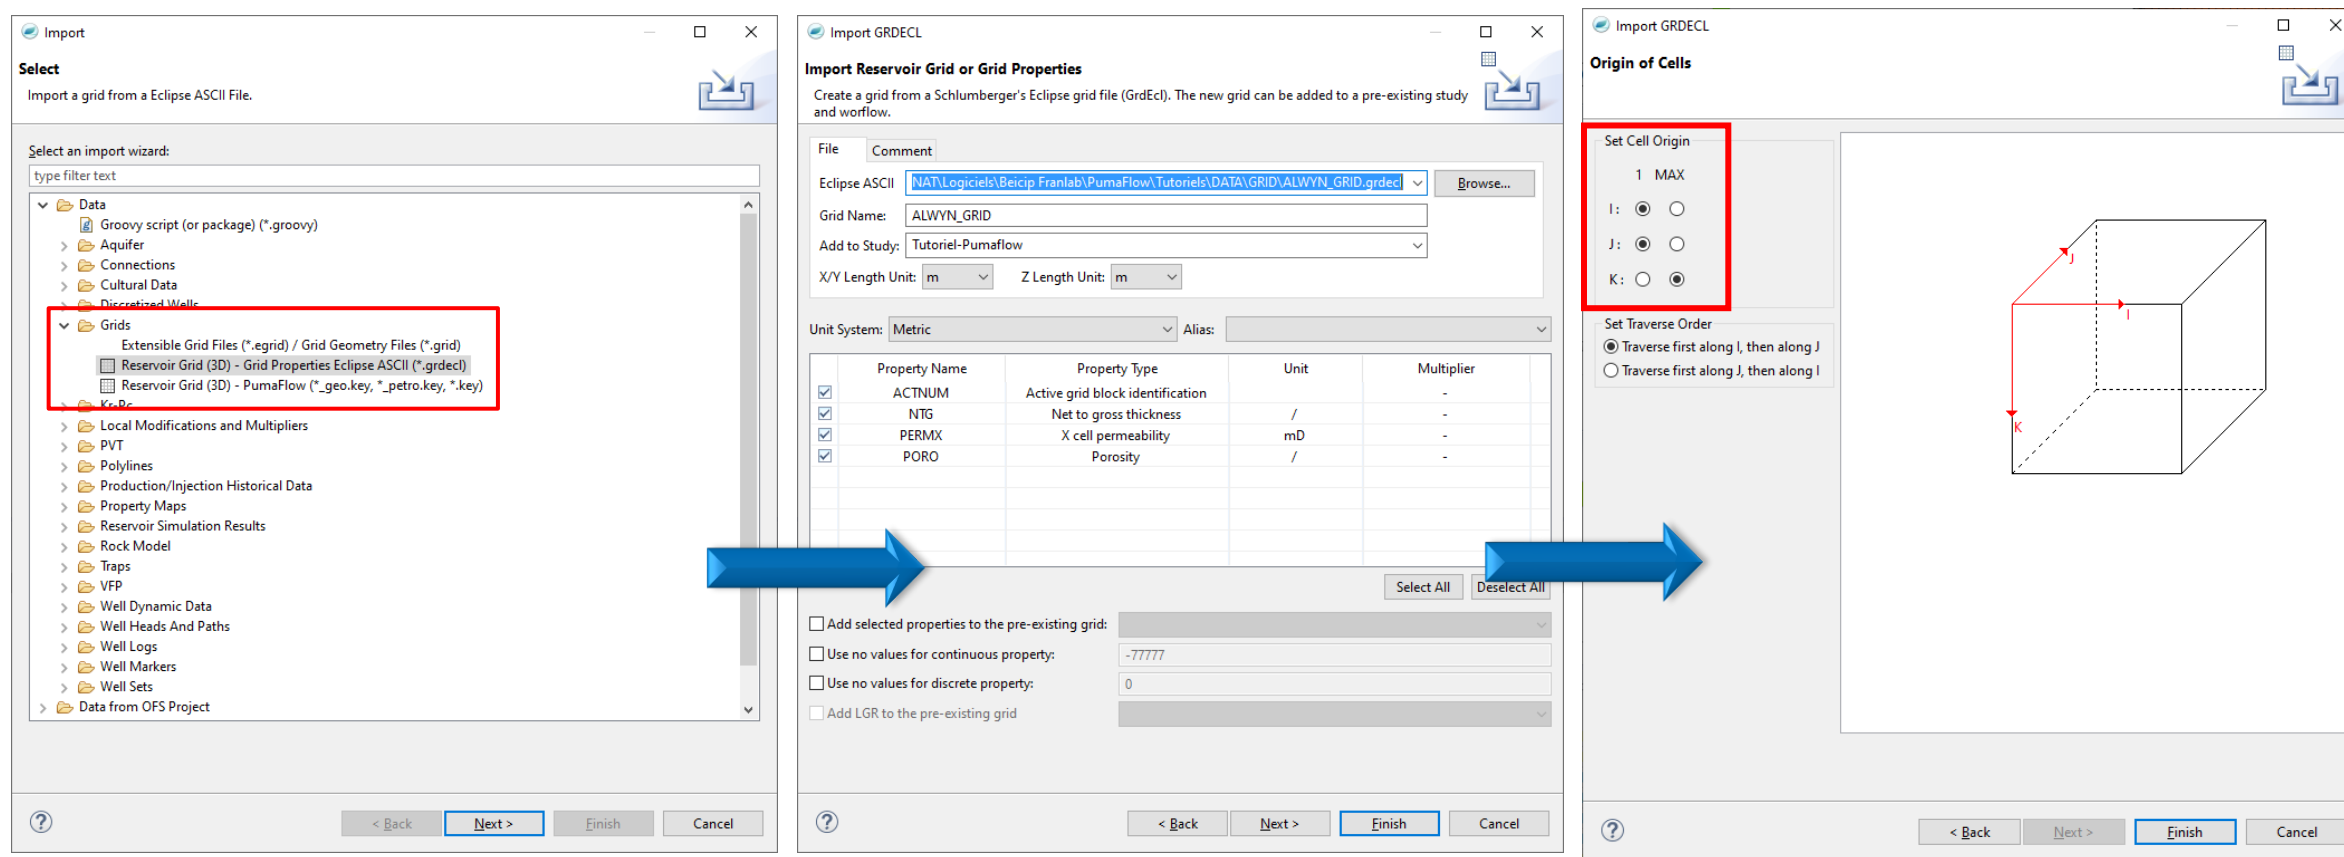 Import
Select
Import a grid from a Eclipse ASCII File.
Select an import wizard:
type filter text
Data
Groovy script (or package) (*.groovy)
Aquifer
Connections
Cultural Data
Discretized Wells
Grids
Extensible Grid Files (*.egrid) / Grid Geometry Files (*.grid)
Reservoir Grid (3D) - Grid Properties Eclipse ASCII (*.grdecl)
Reservoir Grid (3D) - PumaFlow (*_geo.key, *_petro.key, *.key)
Kr-Pc
Local Modifications and Multipliers
PVT
Polylines
Production/Injection Historical Data
Property Maps
Reservoir Simulation Results
Rock Model
Traps
VFP
Well Dynamic Data
Well Heads And Paths
Well Logs
Well Markers
Well Sets
Data from OFS Project
? < Back Next > Finish Cancel
Import GRDECL
Import Reservoir Grid or Grid Properties
Create a grid from a Schlumberger's Eclipse grid file (GrdEcl). The new grid can be added to a pre-existing study
and worflow.
File Comment
Eclipse ASCII NAT\Logiciels\Beicip Franlab\PumaFlow\Tutoriels\DATA\GRID\ALWYN_GRID.grdecl Browse...
Grid Name: ALWYN_GRID
Add to Study: Tutoriel-Pumaflow
X/Y Length Unit: m Z Length Unit: m
Unit System: Metric Alias:
Property Name Property Type Unit Multiplier
ACTNUM Active grid block identification -
NTG Net to gross thickness / -
PERMX X cell permeability mD -
PORO Porosity / -
Select All Deselect All
Add selected properties to the pre-existing grid:
Use no values for continuous property: -77777
Use no values for discrete property: 0
Add LGR to the pre-existing grid
? < Back Next > Finish Cancel
Import GRDECL
Origin of Cells
Set Cell Origin
1 MAX
I:
J:
K:
Set Traverse Order
Traverse first along I, then along J
Traverse first along J, then along I
J
I
K
? < Back Next > Finish Cancel